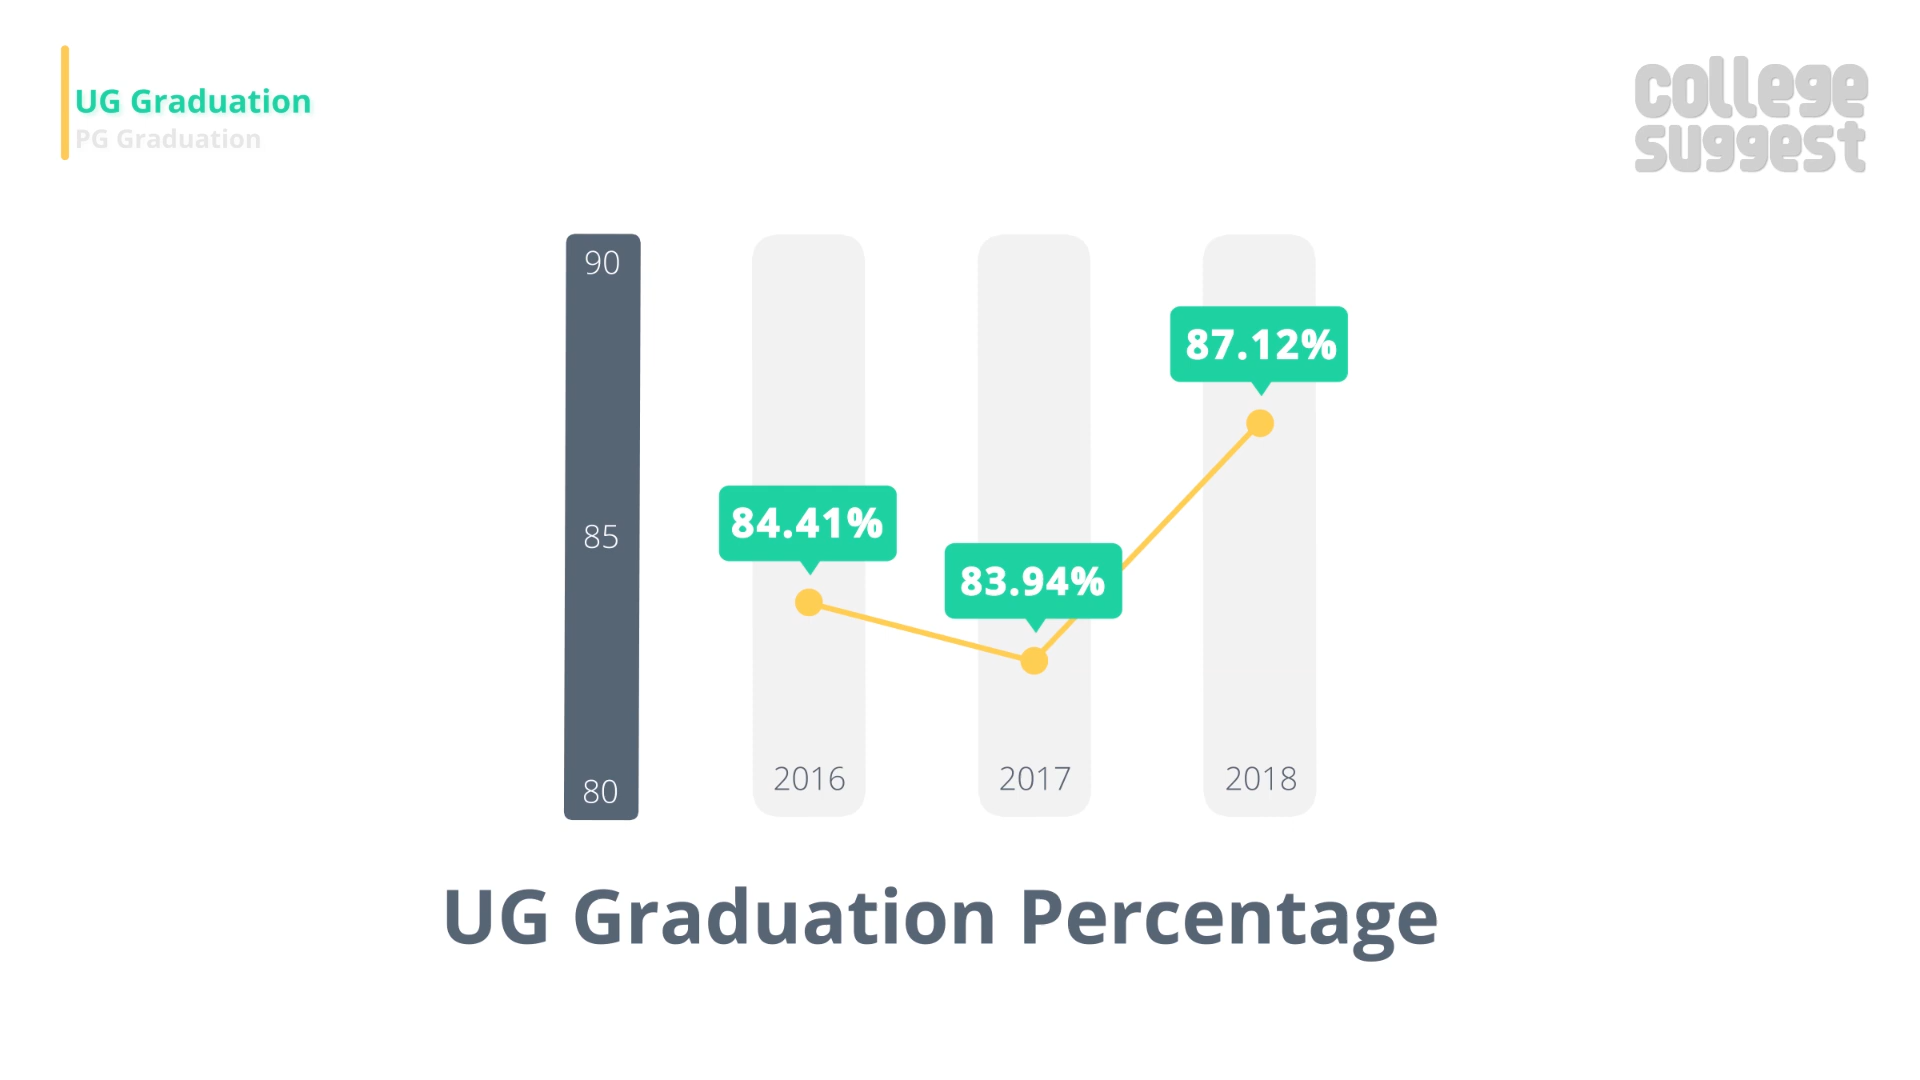 UG Graduation
PG Graduation
college
suggest
90
85
80
84.41%
83.94%
87.12%
2016
2017
2018
UG Graduation Percentage